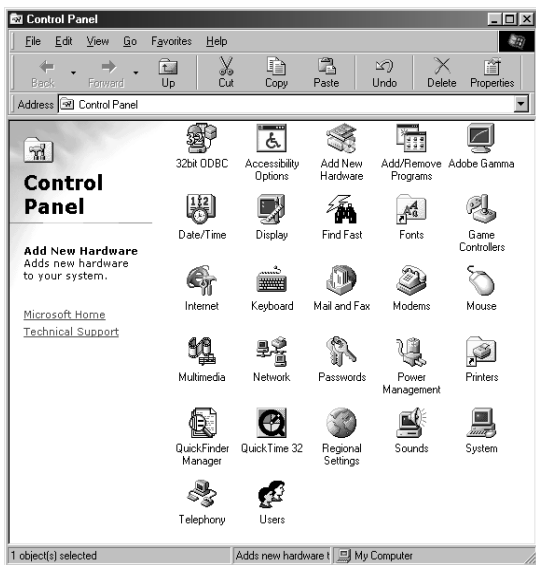 Control Panel
File Edit View Go Favorites Help
Back Forward Up Cut Copy Paste Undo Delete Properties
Address Control Panel
Control
Panel
Add New Hardware
Adds new hardware
to your system.
Microsoft Home
Technical Support
32bit ODBC
Accessibility
Options
Add New
Hardware
Add/Remove
Programs
Adobe Gamma
Date/Time
Display
Find Fast
Fonts
Game
Controllers
Internet
Keyboard
Mail and Fax
Modems
Mouse
Multimedia
Network
Passwords
Power
Management
Printers
QuickFinder
Manager
QuickTime 32
Regional
Settings
Sounds
System
Telephony
Users
1 object(s) selected
Adds new hardware t
My Computer